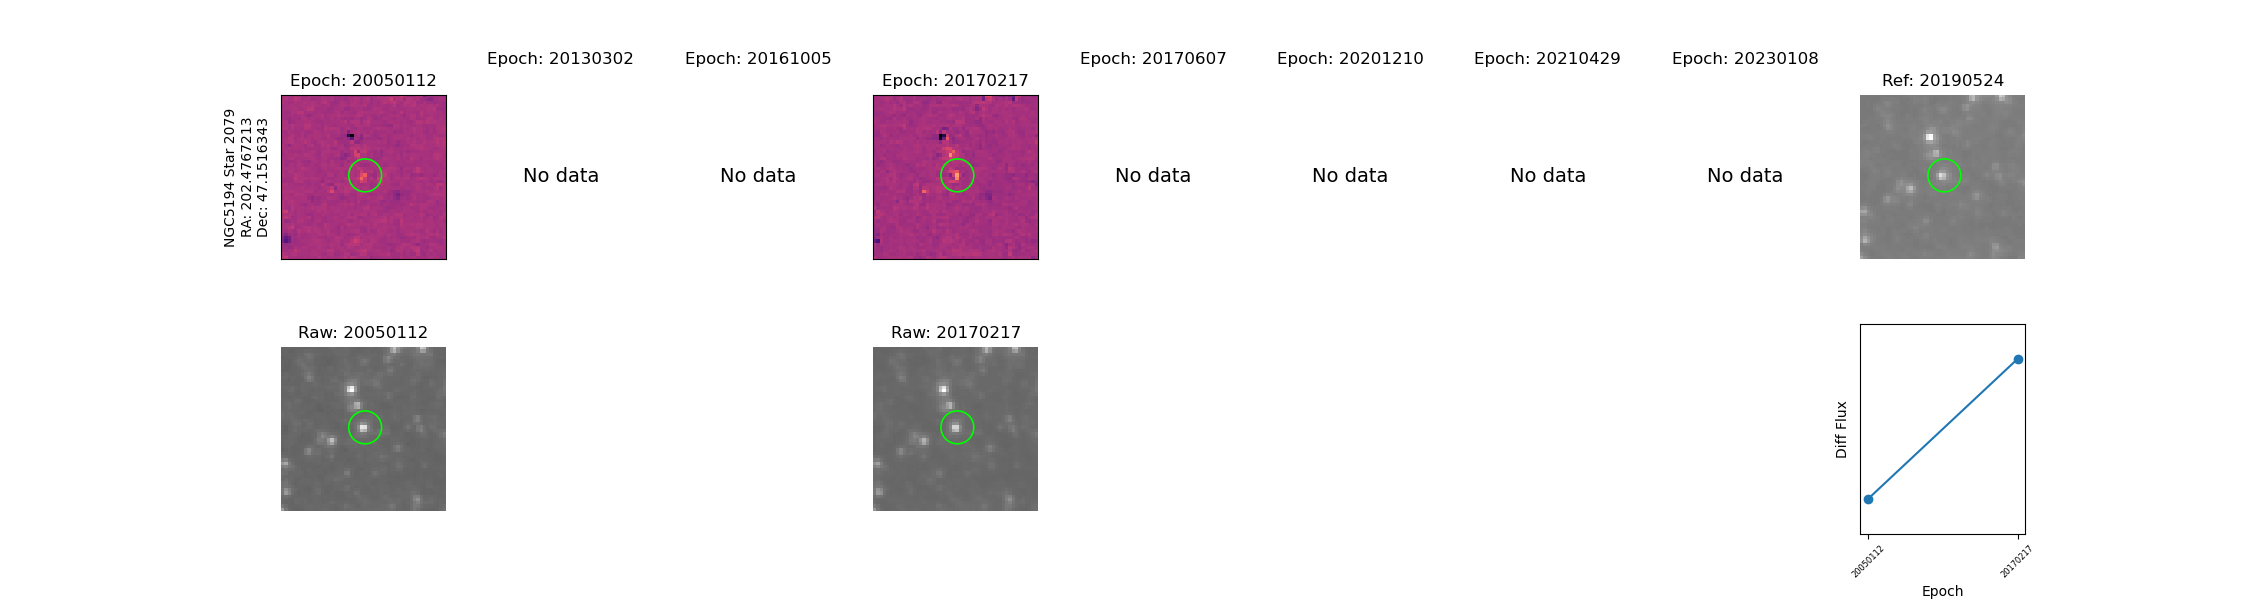 Epoch: 20050112
Epoch: 20130302
Epoch: 20161005
Epoch: 20170217
Epoch: 20170607
Epoch: 20201210
Epoch: 20210429
Epoch: 20230108
Ref: 20190524
NGC5194 Star 2079
RA: 202.4767213
Dec: 47.1516343
No data
No data
No data
No data
No data
No data
Raw: 20050112
Raw: 20170217
Diff Flux
20050112
20170217
Epoch